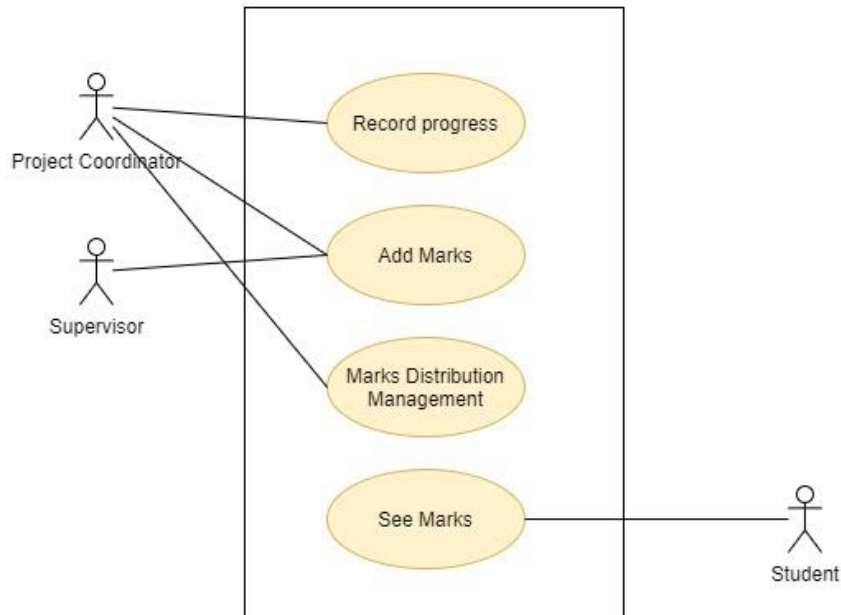 Record progress
Project Coordinator
Add Marks
Supervisor
Marks Distribution
Management
See Marks
Student